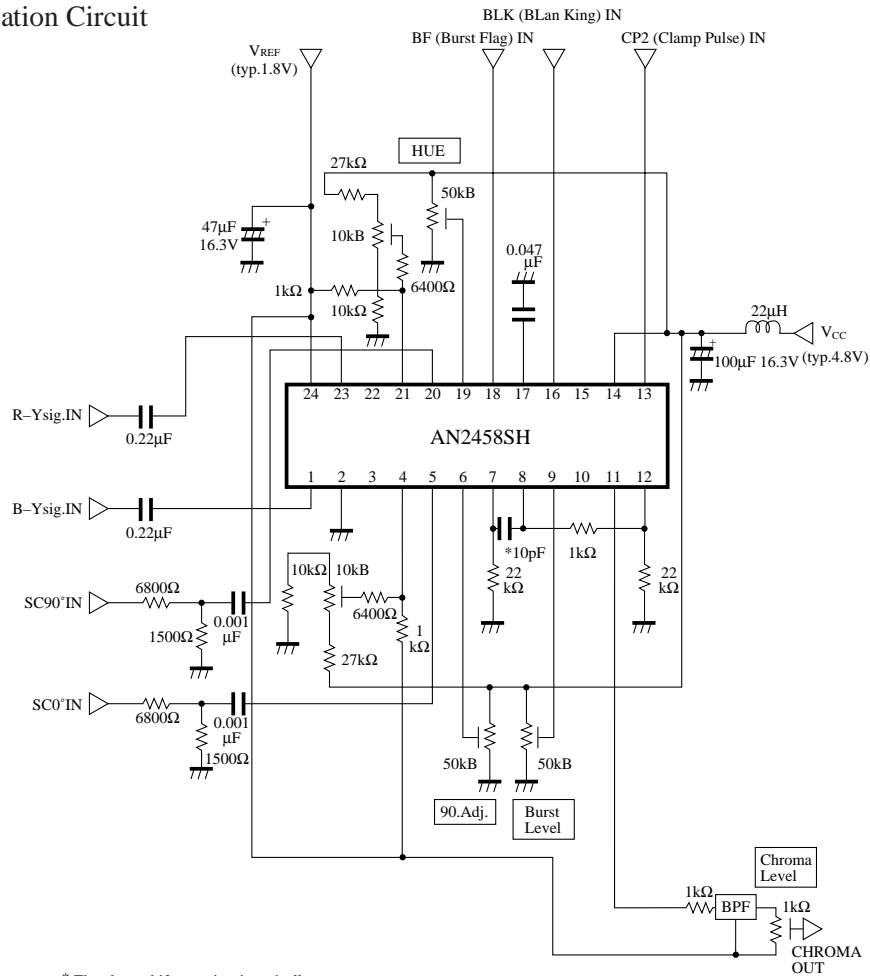 ation Circuit
BLK (BLan King) IN
BF (Burst Flag) IN
CP2 (Clamp Pulse) IN
VREF
(typ.1.8V)
HUE
27kΩ
50kB
47µF
16.3V
+
10kB
6400Ω
0.047
µF
1kΩ
10kΩ
22µH
VCC
(typ.4.8V)
+
100µF 16.3V
24 23 22 21 20 19 18 17 16 15 14 13
R–Ysig.IN
0.22µF
AN2458SH
1 2 3 4 5 6 7 8 9 10 11 12
B–Ysig.IN
0.22µF
*10pF
1kΩ
22
kΩ
22
kΩ
10kΩ
10kB
6400Ω
1
kΩ
27kΩ
SC90°IN
6800Ω
1500Ω
0.001
µF
SC0°IN
6800Ω
1500Ω
0.001
µF
50kB
50kB
90.Adj.
Burst
Level
Chroma
Level
1kΩ
BPF
1kΩ
CHROMA
OUT